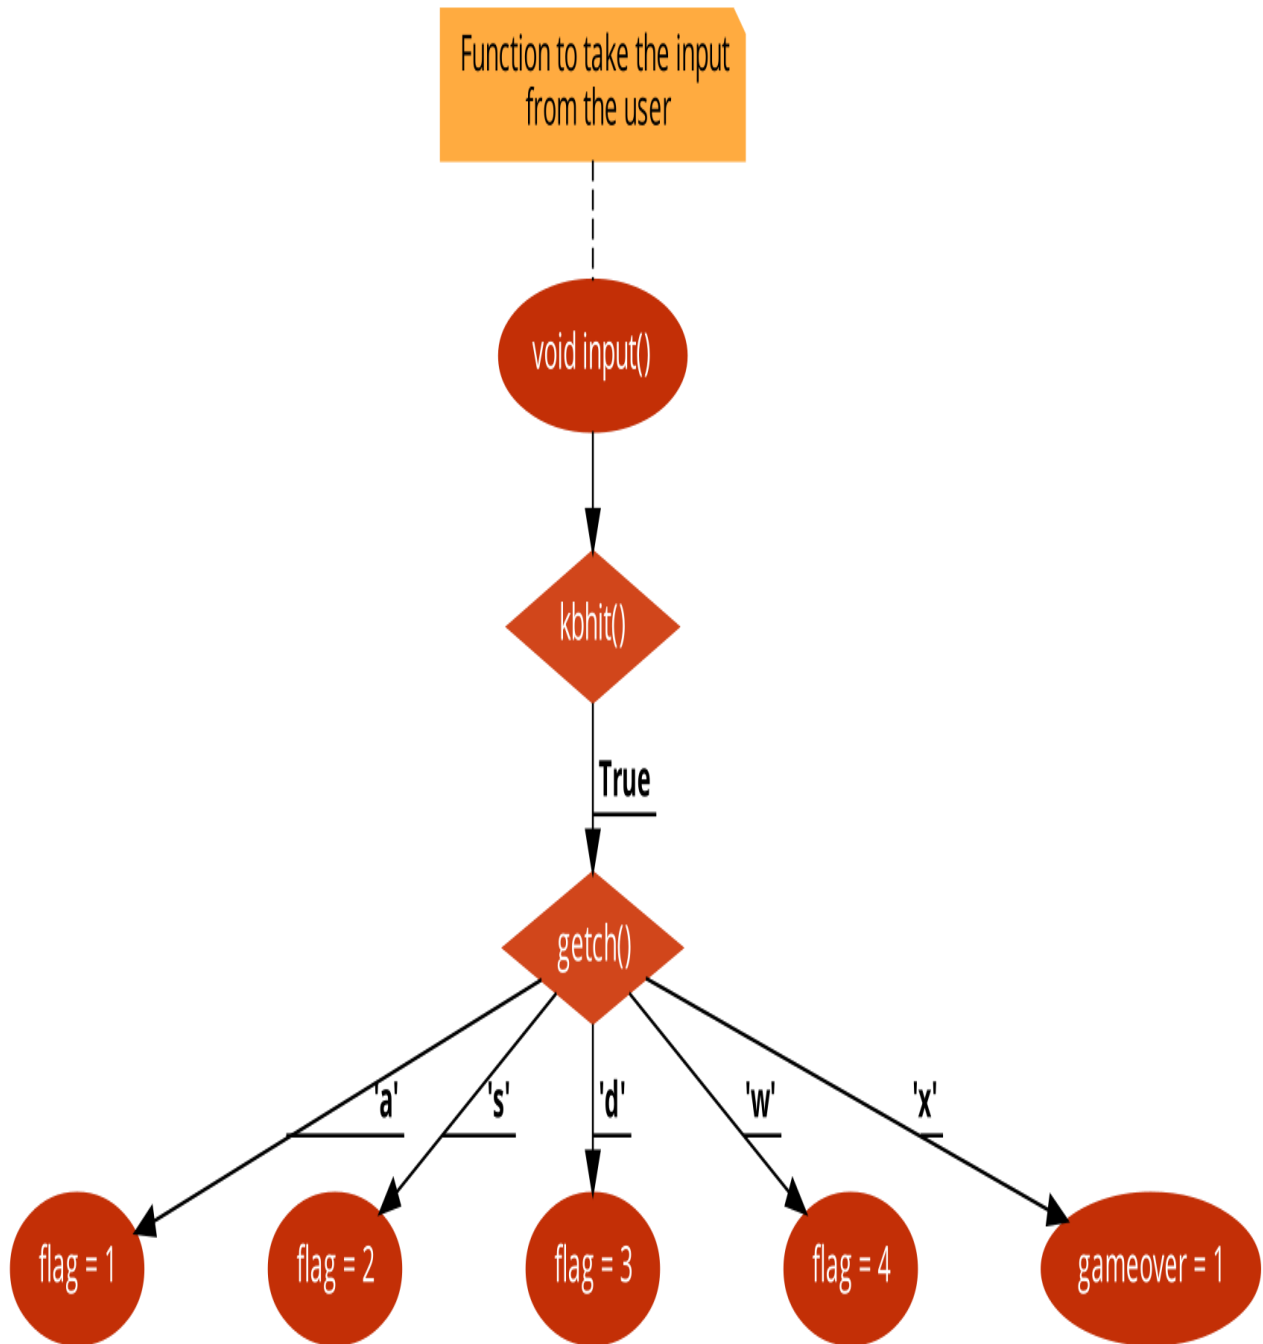 Function to take the input
from the user
void input()
kbhit()
True
getch()
'a'
's'
'd'
'w'
'x'
flag = 1
flag = 2
flag = 3
flag = 4
gameover = 1